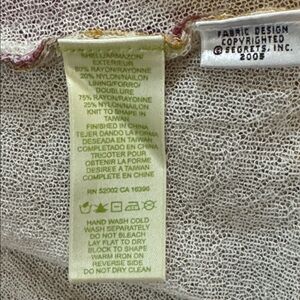 SHELL/ARMAZON/
EXTERIEUR
80% RAYON/RAYONNE
20% NYLON/NAILON
LINING/FORRO/
DOUBLURE
75% RAYON/RAYONNE
25% NYLON/NAILON
KNIT TO SHAPE IN
TAIWAN
FINISHED IN CHINA
TEJER DANDO LA FORMA
DESEADA EN TAIWAN
COMPLETADO EN CHINA
TRICOTER POUR
OBTENIR LA FORME
DESIREE A TAIWAN
COMPLETE EN CHINE
RN 52002 CA 16396
HAND WASH COLD
WASH SEPARATELY
DO NOT BLEACH
LAY FLAT TO DRY
BLOCK TO SHAPE
WARM IRON ON
REVERSE SIDE
DO NOT DRY CLEAN
FABRIC DESIGN
COPYRIGHTED
© SEGRETS, INC.
2005